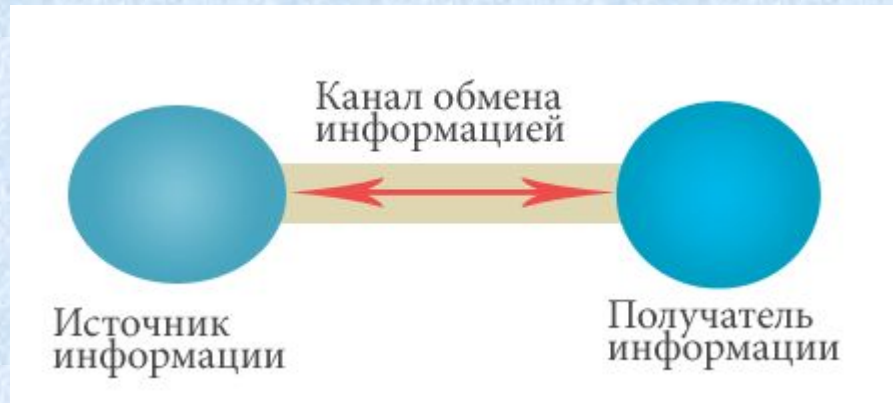 Канал обмена
информацией
Источник
информации
Получатель
информации